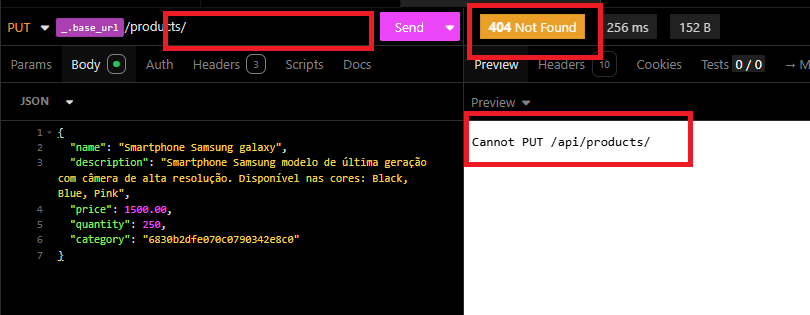 PUT _.base_url /products/ Send 404 Not Found 256 ms 152 B
Params Body Auth Headers 3 Scripts Docs Preview Headers 10 Cookies Tests 0 / 0 → M
JSON Preview
1 {
2 "name": "Smartphone Samsung galaxy",
3 "description": "Smartphone Samsung modelo de última geração
com câmera de alta resolução. Disponível nas cores: Black,
Blue, Pink",
4 "price": 1500.00,
5 "quantity": 250,
6 "category": "6830b2dfe070c0790342e8c0"
7 }
Cannot PUT /api/products/